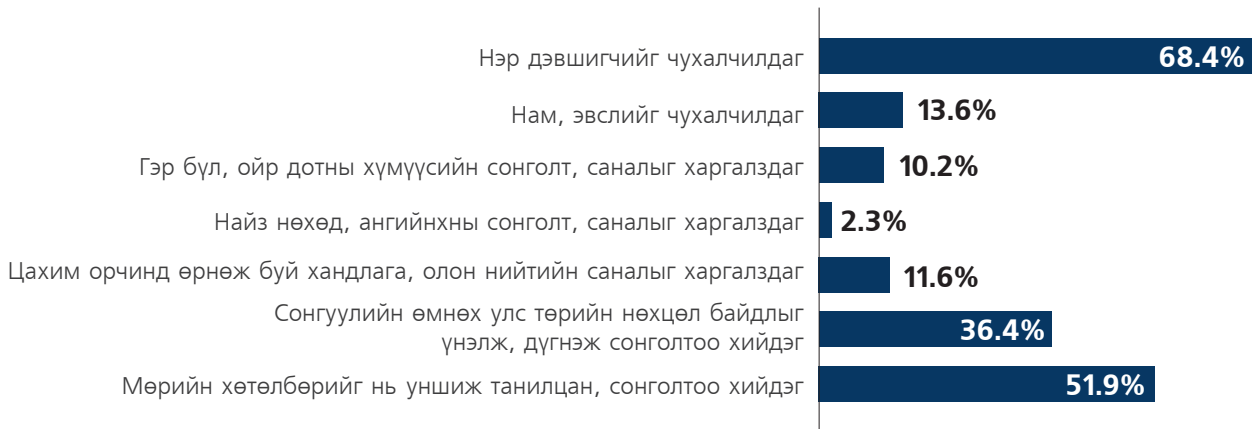 Нэр дэвшигчийг чухалчилдаг
68.4%
Нам, эвслийг чухалчилдаг
13.6%
Гэр бүл, ойр дотны хүмүүсийн сонголт, саналыг харгалздаг
10.2%
Найз нөхөд, ангийнхны сонголт, саналыг харгалздаг
2.3%
Цахим орчинд өрнөж буй хандлага, олон нийтийн саналыг харгалздаг
11.6%
Сонгуулийн өмнөх улс төрийн нөхцөл байдлыг
үнэлж, дүгнэж сонголтоо хийдэг
36.4%
Мөрийн хөтөлбөрийг нь уншиж танилцан, сонголтоо хийдэг
51.9%